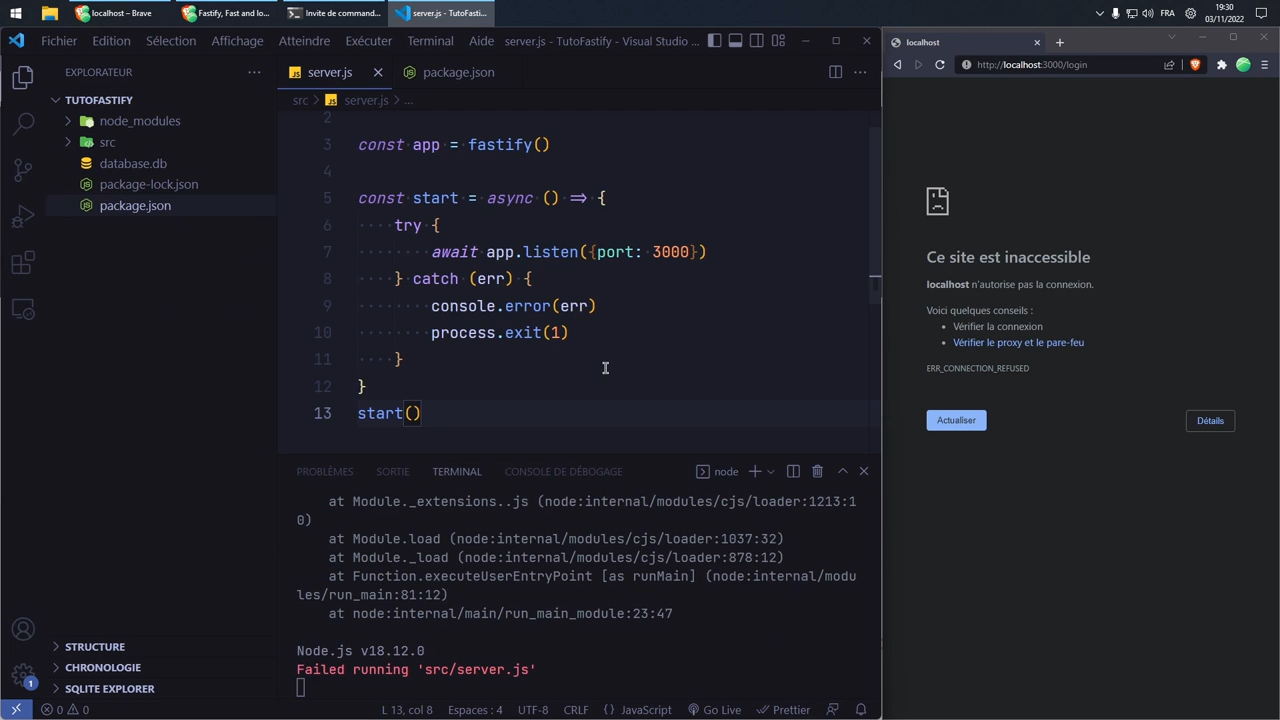 localhost – Brave
Fastify, Fast and lo...
Invite de comman...
server.js - TutoFasti...
FRA
19:30
03/11/2022
Fichier
Edition
Sélection
Affichage
Atteindre
Exécuter
Terminal
Aide
server.js - TutoFastify - Visual Studio ...
localhost
EXPLORATEUR
server.js
package.json
http://localhost:3000/login
TUTOFASTIFY
src
server.js
...
node_modules
src
database.db
package-lock.json
package.json
2
3 const app = fastify()
4
5 const start = async () => {
6 ····try {
7 ········await app.listen({port: 3000})
8 ····} catch (err) {
9 ········console.error(err)
10 ········process.exit(1)
11 ····}
12 }
13 start()
Ce site est inaccessible
localhost n'autorise pas la connexion.
Voici quelques conseils :
• Vérifier la connexion
• Vérifier le proxy et le pare-feu
ERR_CONNECTION_REFUSED
Actualiser
Détails
PROBLÈMES
SORTIE
TERMINAL
CONSOLE DE DÉBOGAGE
node
at Module._extensions..js (node:internal/modules/cjs/loader:1213:1
0)
at Module.load (node:internal/modules/cjs/loader:1037:32)
at Module._load (node:internal/modules/cjs/loader:878:12)
at Function.executeUserEntryPoint [as runMain] (node:internal/modu
les/run_main:81:12)
at node:internal/main/run_main_module:23:47
Node.js v18.12.0
Failed running 'src/server.js'
STRUCTURE
CHRONOLOGIE
SQLITE EXPLORER
1
0
0
L 13, col 8
Espaces : 4
UTF-8
CRLF
{ } JavaScript
Go Live
Prettier